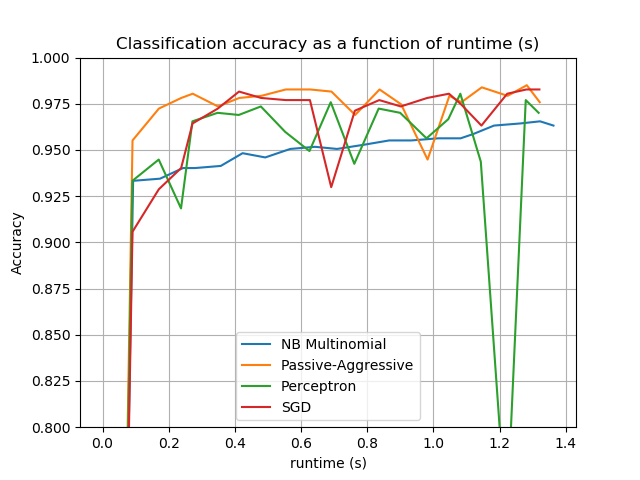 Classification accuracy as a function of runtime (s)
1.000
0.975
0.950
0.925
0.900
0.875
0.850
0.825
0.800
Accuracy
NB Multinomial
Passive-Aggressive
Perceptron
SGD
0.0 0.2 0.4 0.6 0.8 1.0 1.2 1.4
runtime (s)